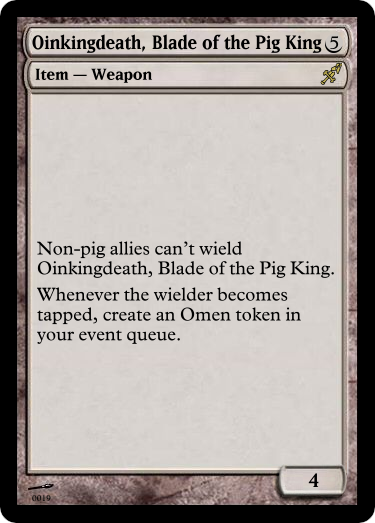 Oinkingdeath, Blade of the Pig King 5
Item — Weapon
Non-pig allies can't wield
Oinkingdeath, Blade of the Pig King.
Whenever the wielder becomes
tapped, create an Omen token in
your event queue.
4
0019